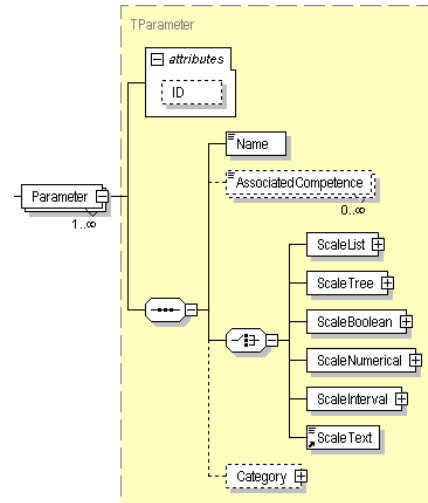 TParameter
attributes
ID
Name
AssociatedCompetence
0..∞
Parameter
1..∞
ScaleList
ScaleTree
ScaleBoolean
ScaleNumerical
ScaleInterval
ScaleText
Category